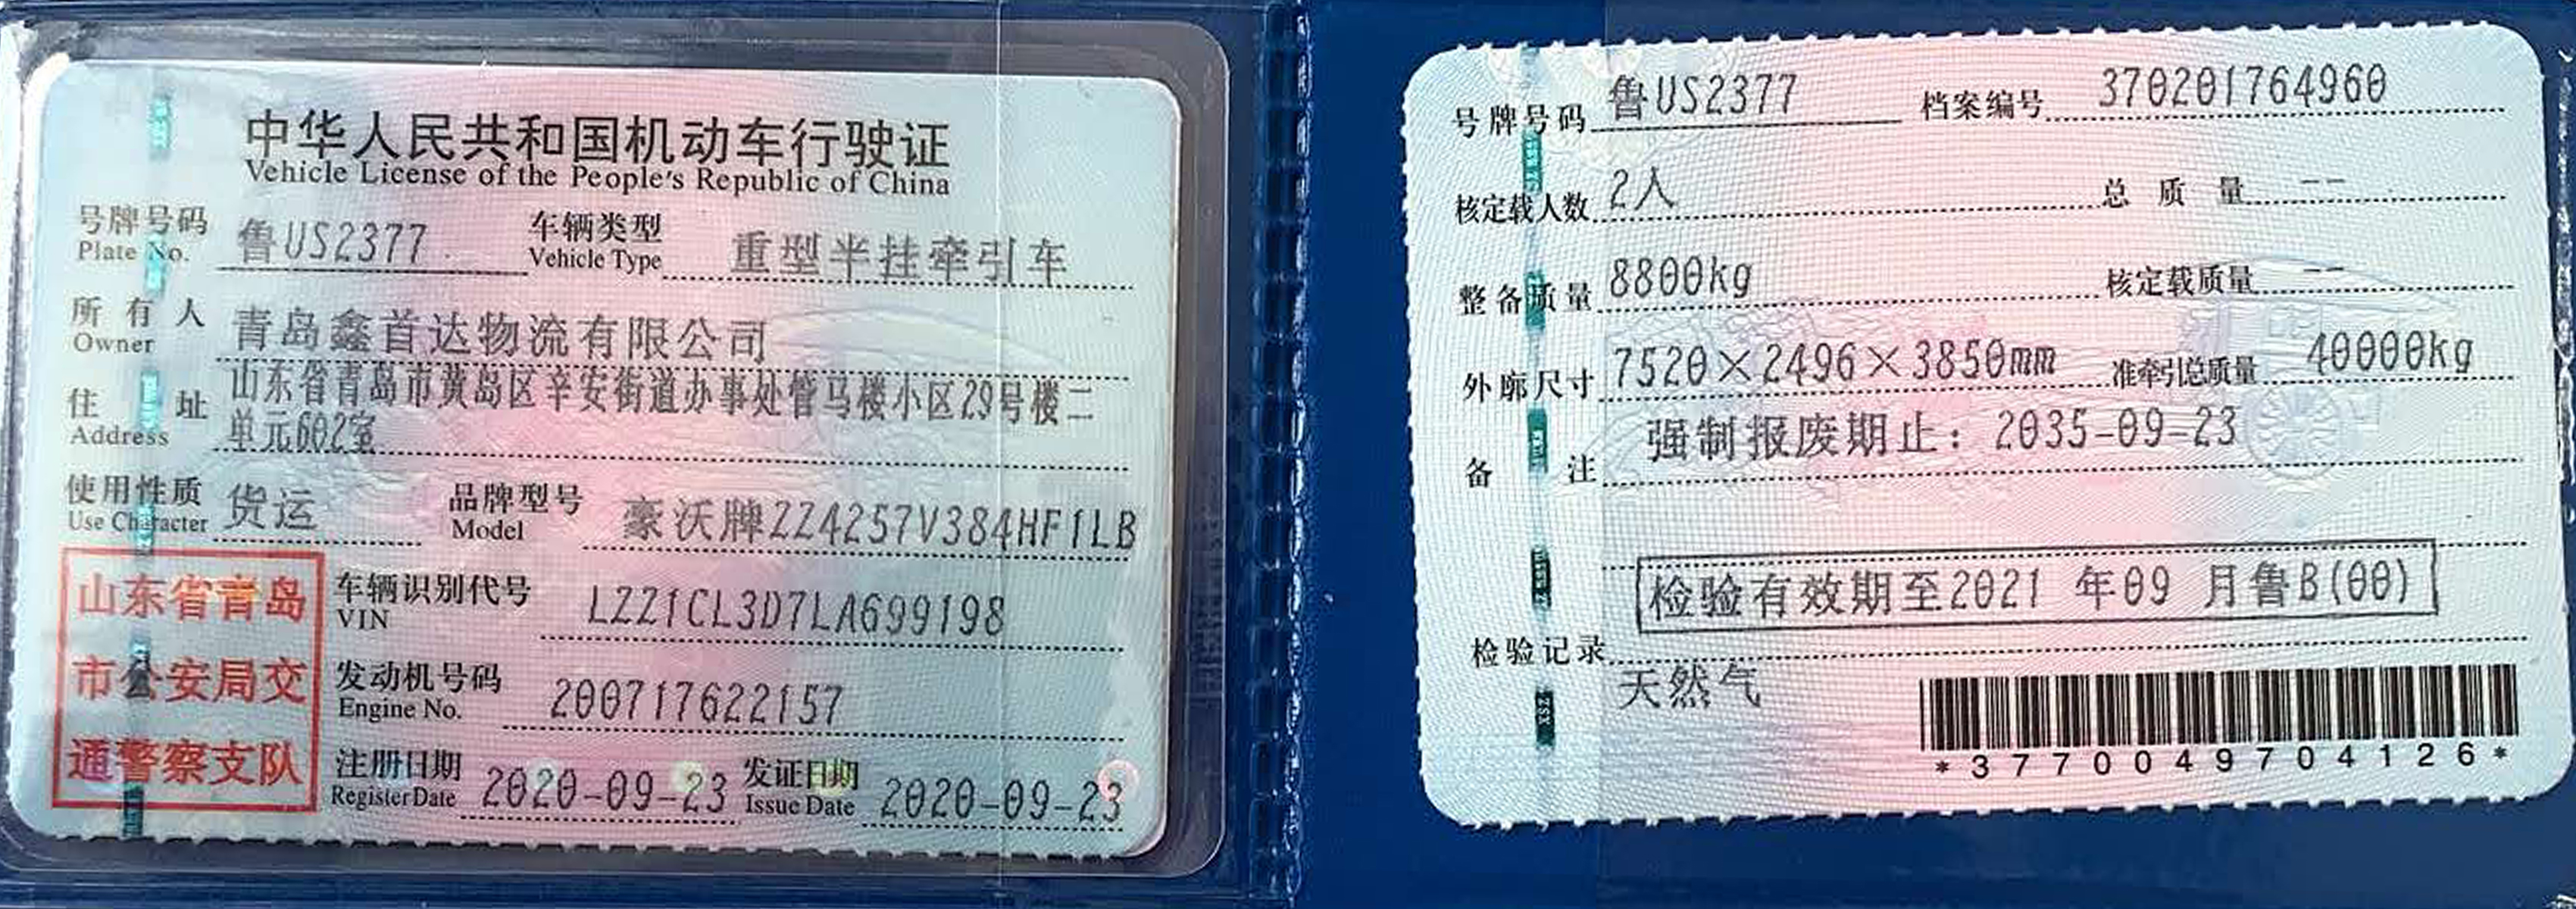 中华人民共和国机动车行驶证
Vehicle License of the People's Republic of China
号牌号码 鲁US2377 车辆类型 重型半挂牵引车
Plate No. Vehicle Type
所有人 青岛鑫首达物流有限公司
Owner
住址 山东省青岛市黄岛区辛安街道办事处管马楼小区29号楼二
Address 单元602室
使用性质 货运 品牌型号 豪沃牌ZZ4257V384HF1LB
Use Character Model
山东省青岛
市公安局交
通警察支队
车辆识别代号 LZZ1CL3D7LA699198
VIN
发动机号码 200717622157
Engine No.
注册日期 2020-09-23 发证日期 2020-09-23
Register Date Issue Date
号牌号码 鲁US2377 档案编号 370201764960
核定载人数 2人 总质量 --
整备质量 8800kg 核定载质量 --
外廓尺寸 7520×2496×3850mm 准牵引总质量 40000kg
备注 强制报废期止：2035-09-23
检验有效期至2021 年09 月鲁B(00)
检验记录
天然气
*3770049704126*